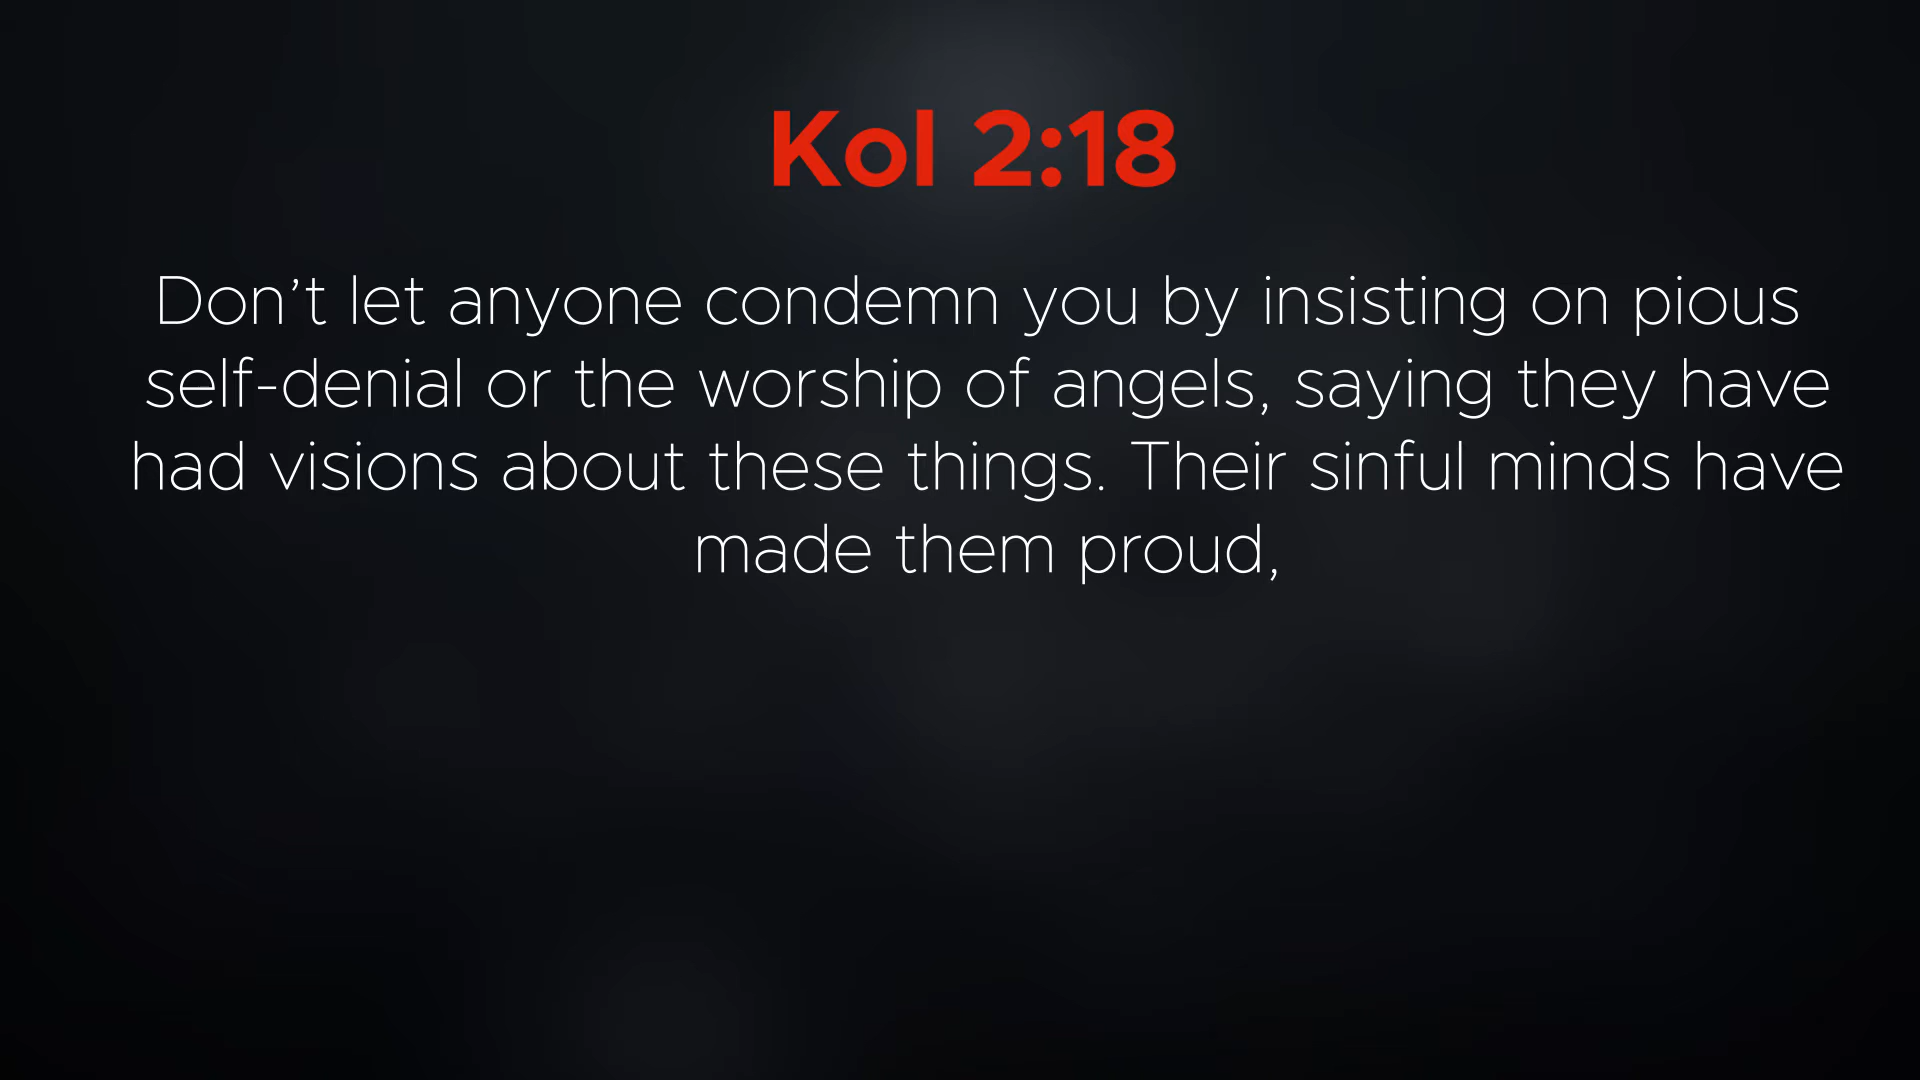 Kol 2:18
Don’t let anyone condemn you by insisting on pious
self-denial or the worship of angels, saying they have
had visions about these things. Their sinful minds have
made them proud,